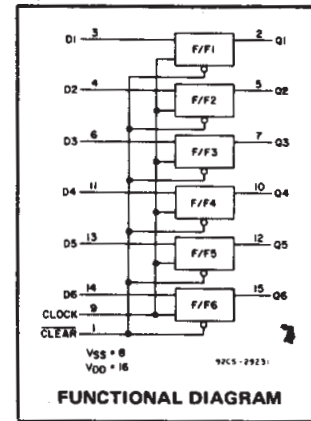 D1 3 F/F1 2 Q1
D2 4 F/F2 5 Q2
D3 6 F/F3 7 Q3
D4 11 F/F4 10 Q4
D5 13 F/F5 12 Q5
D6 14 F/F6 15 Q6
CLOCK 9
CLEAR 1
VSS = 8
VDD = 16
92CS-29231
FUNCTIONAL DIAGRAM